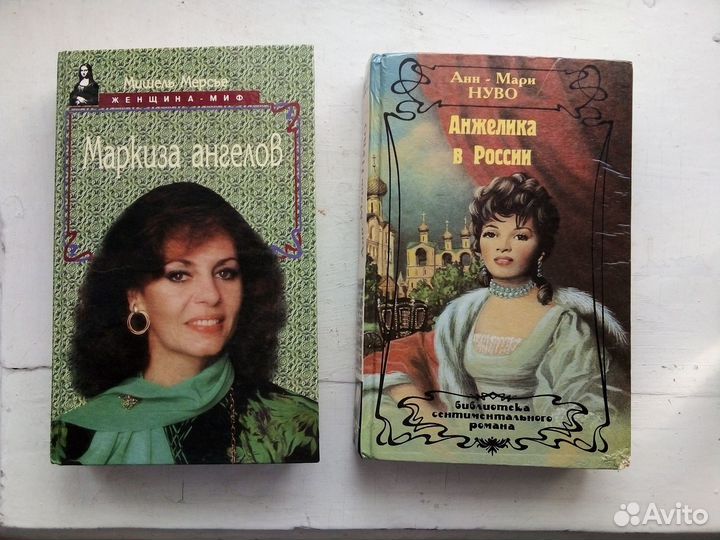 Мишель Мерсье
ЖЕНЩИНА - МИФ
Маркиза ангелов
Анн - Мари
НУВО
Анжелика
в России
библиотека
сентиментального
романа
Avito